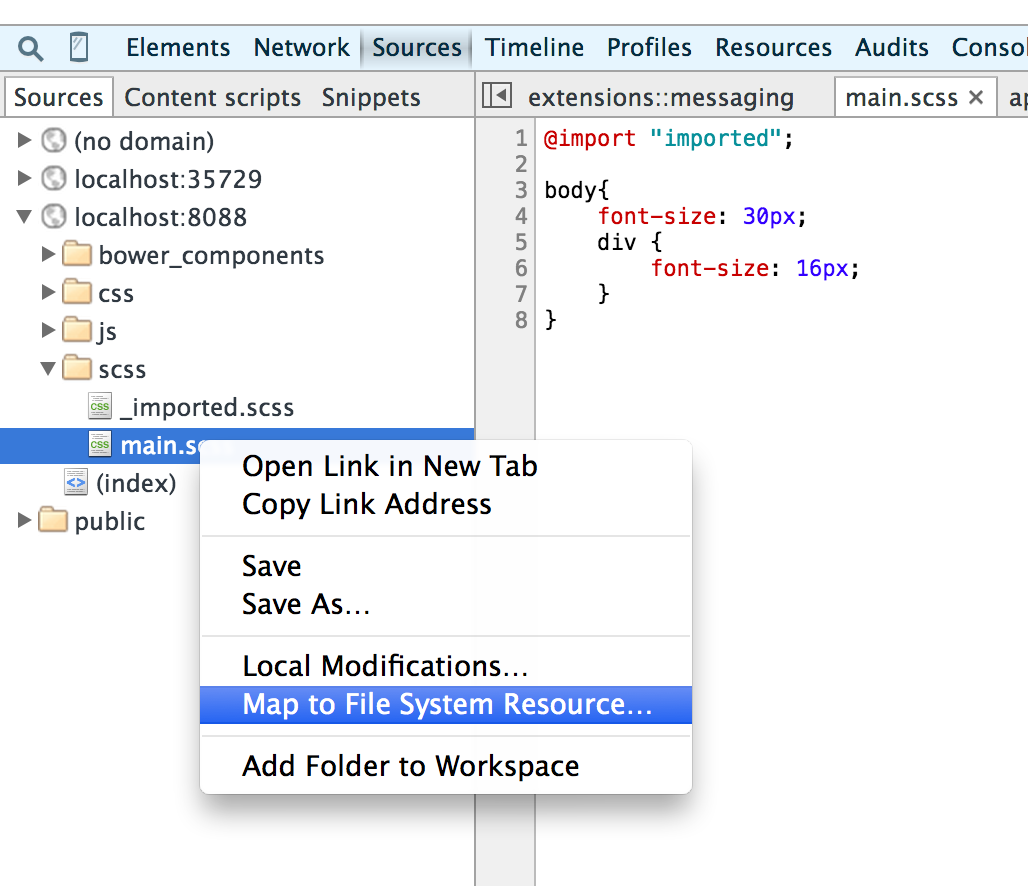 Elements Network Sources Timeline Profiles Resources Audits Consol
Sources Content scripts Snippets extensions::messaging main.scss × ap
(no domain)
localhost:35729
localhost:8088
bower_components
css
js
scss
_imported.scss
main.sc
(index)
public
1 @import "imported";
2
3 body{
4 font-size: 30px;
5 div {
6 font-size: 16px;
7 }
8 }
Open Link in New Tab
Copy Link Address
Save
Save As...
Local Modifications...
Map to File System Resource...
Add Folder to Workspace